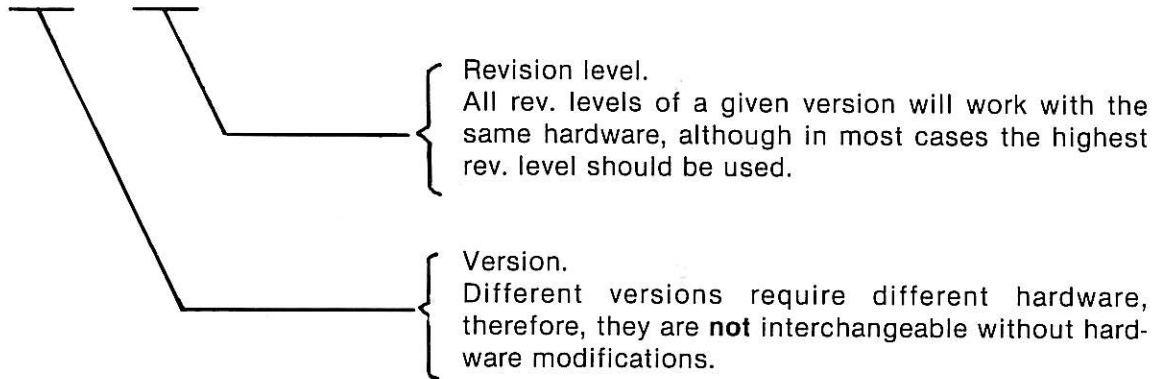 Revision level.
All rev. levels of a given version will work with the
same hardware, although in most cases the highest
rev. level should be used.
Version.
Different versions require different hardware,
therefore, they are not interchangeable without hard-
ware modifications.